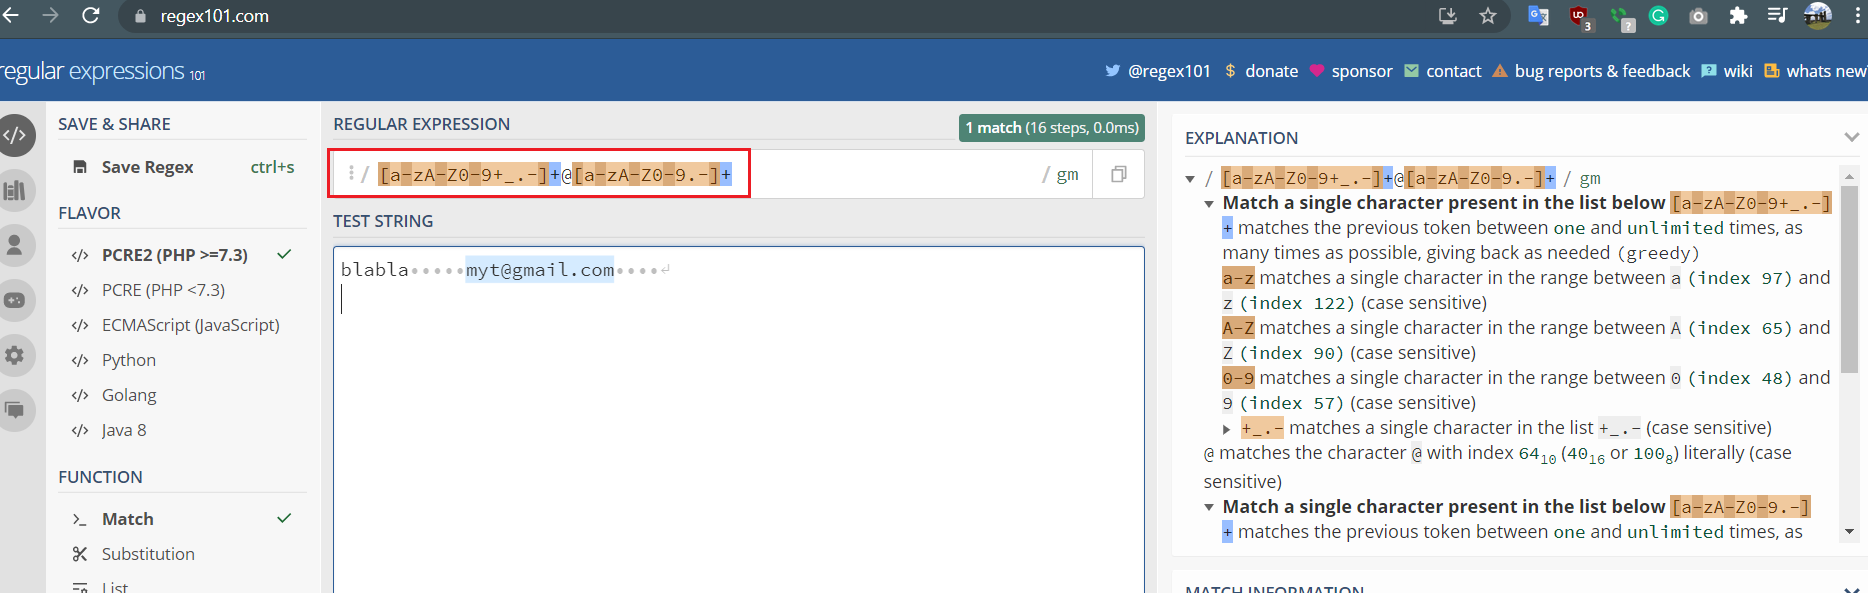 regex101.com
3
?
regular expressions 101
@regex101 $ donate sponsor contact bug reports & feedback wiki whats new
SAVE & SHARE
Save Regex ctrl+s
FLAVOR
</> PCRE2 (PHP >=7.3)
</> PCRE (PHP <7.3)
</> ECMAScript (JavaScript)
</> Python
</> Golang
</> Java 8
FUNCTION
>_ Match
Substitution
List
REGULAR EXPRESSION
1 match (16 steps, 0.0ms)
/ [a-zA-Z0-9+_.-]+@[a-zA-Z0-9.-]+ / gm
TEST STRING
blabla·····myt@gmail.com····↵
EXPLANATION
/ [a-zA-Z0-9+_.-]+@[a-zA-Z0-9.-]+ / gm
Match a single character present in the list below [a-zA-Z0-9+_.-]
+ matches the previous token between one and unlimited times, as
many times as possible, giving back as needed (greedy)
a-z matches a single character in the range between a (index 97) and
z (index 122) (case sensitive)
A-Z matches a single character in the range between A (index 65) and
Z (index 90) (case sensitive)
0-9 matches a single character in the range between 0 (index 48) and
9 (index 57) (case sensitive)
+_.- matches a single character in the list +_.- (case sensitive)
@ matches the character @ with index 64₁₀ (40₁₆ or 100₈) literally (case
sensitive)
Match a single character present in the list below [a-zA-Z0-9.-]
+ matches the previous token between one and unlimited times, as
MATCH INFORMATION